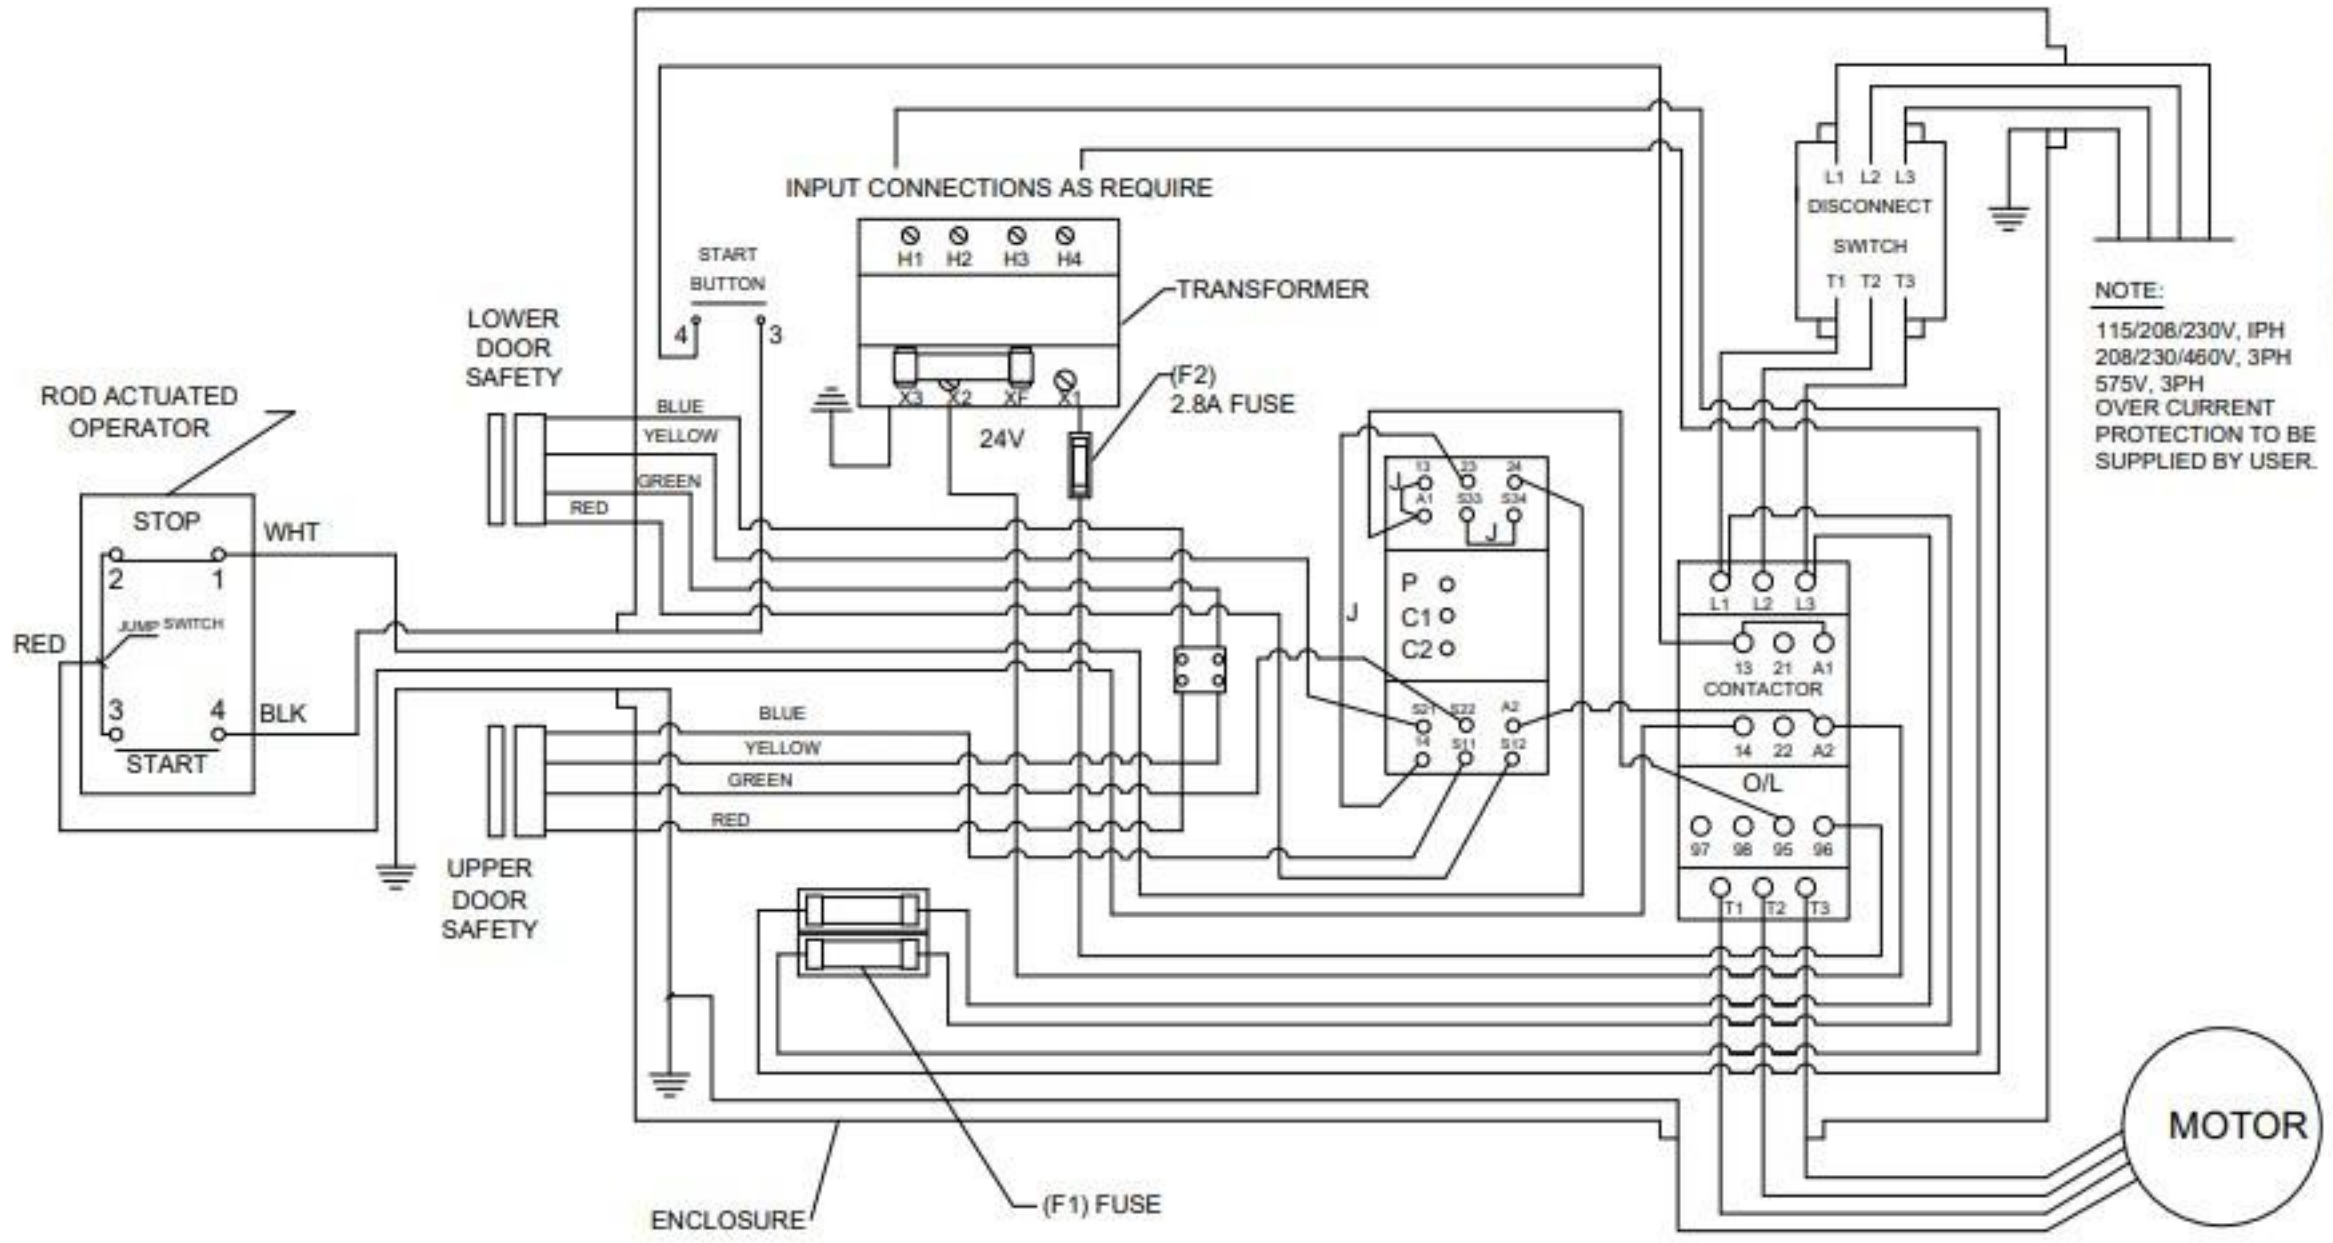 INPUT CONNECTIONS AS REQUIRE
H1 H2 H3 H4
TRANSFORMER
X3 X2 XF X1
24V
(F2)
2.8A FUSE
START
BUTTON
4 3
LOWER
DOOR
SAFETY
BLUE
YELLOW
GREEN
RED
ROD ACTUATED
OPERATOR
STOP
WHT
2 1
JUMP SWITCH
RED
3 4
BLK
START
BLUE
YELLOW
GREEN
RED
UPPER
DOOR
SAFETY
13 23 24
J
A1 S33 S34
J
P
C1
C2
J
S21 S22 A2
14 S11 S12
L1 L2 L3
DISCONNECT
SWITCH
T1 T2 T3
NOTE:
115/208/230V, IPH
208/230/460V, 3PH
575V, 3PH
OVER CURRENT
PROTECTION TO BE
SUPPLIED BY USER.
L1 L2 L3
13 21 A1
CONTACTOR
14 22 A2
O/L
97 98 95 96
T1 T2 T3
MOTOR
(F1) FUSE
ENCLOSURE